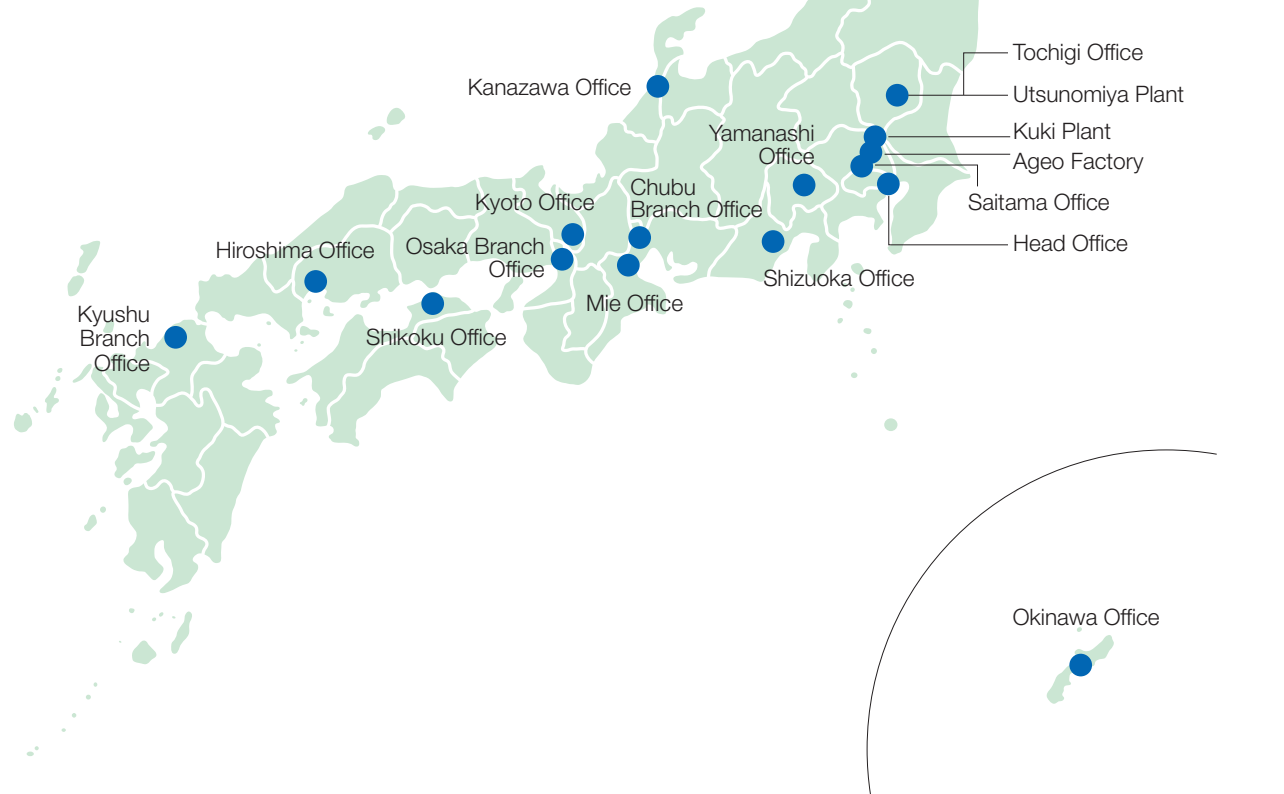 Tochigi Office
Utsunomiya Plant
Kanazawa Office
Kuki Plant
Ageo Factory
Yamanashi
Office
Saitama Office
Head Office
Chubu
Branch Office
Kyoto Office
Osaka Branch
Office
Hiroshima Office
Shizuoka Office
Mie Office
Kyushu
Branch
Office
Shikoku Office
Okinawa Office